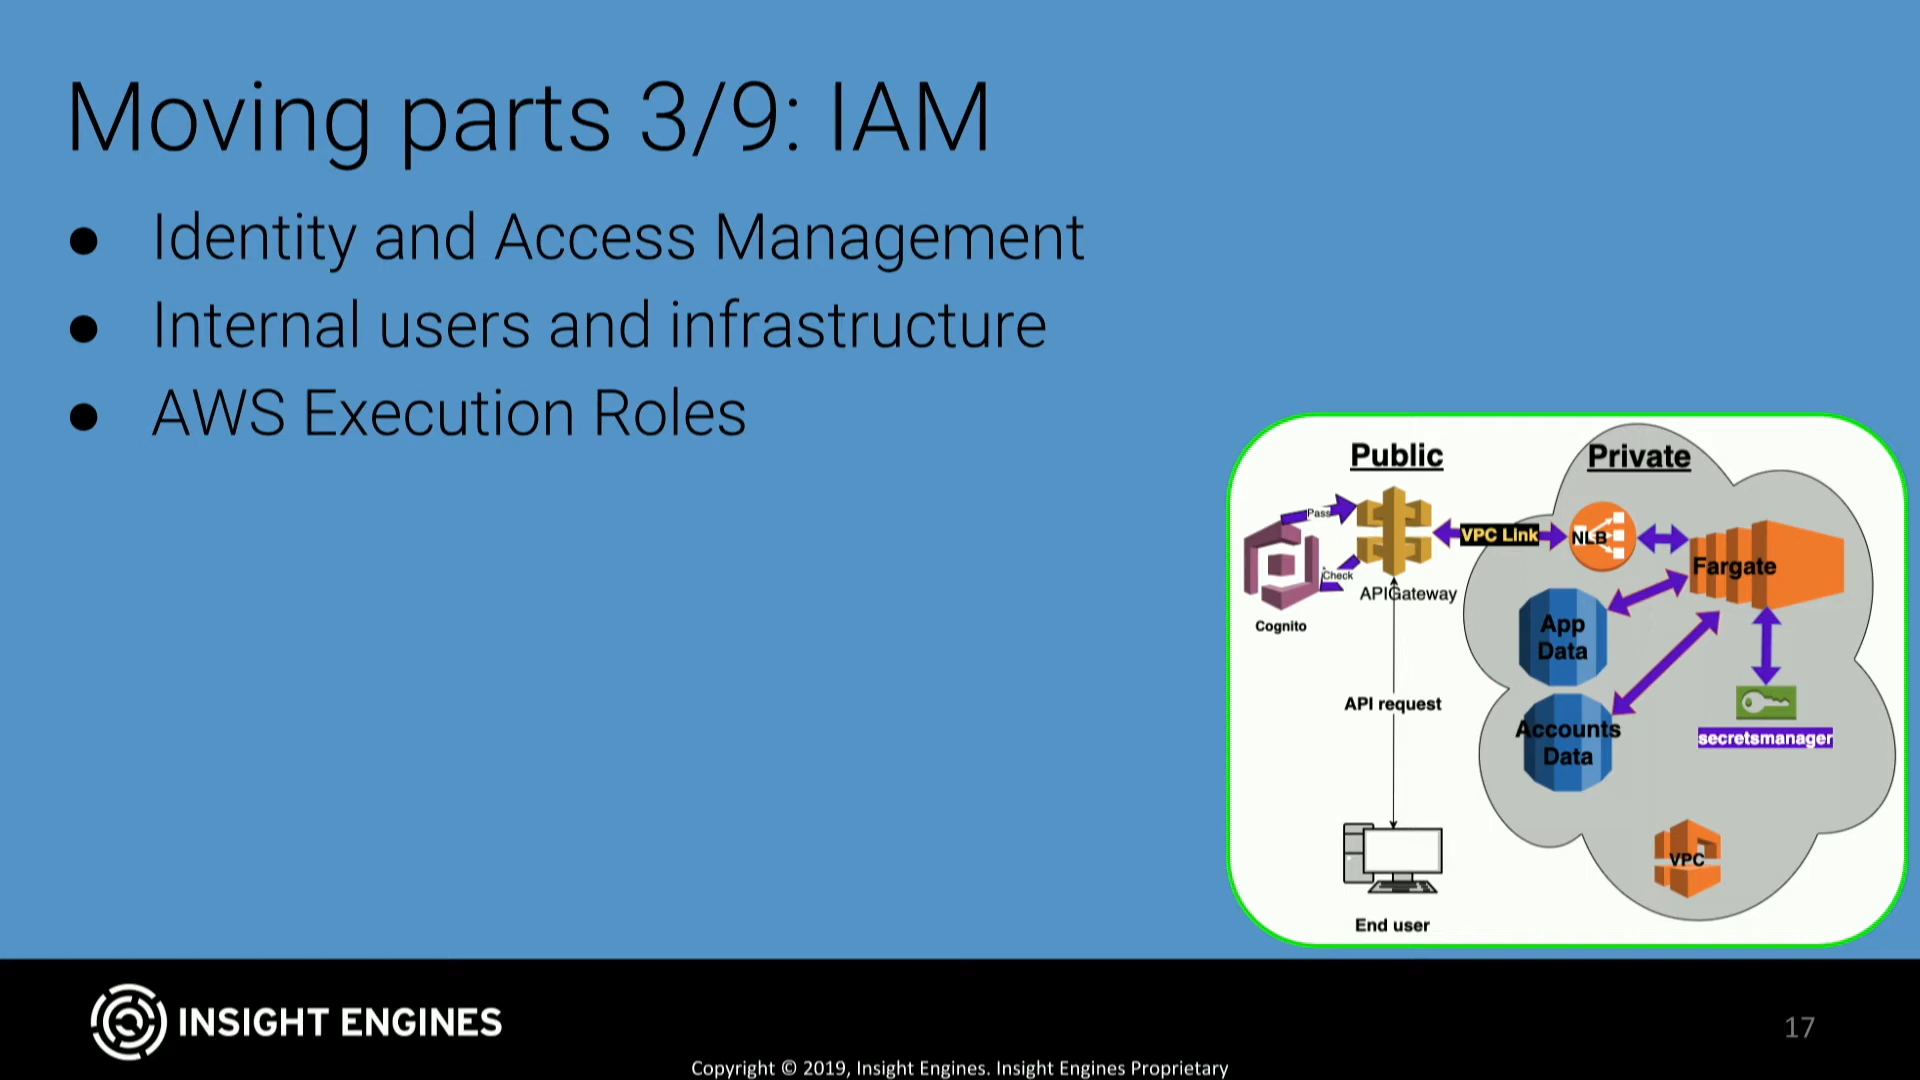 Moving parts 3/9: IAM
● Identity and Access Management
● Internal users and infrastructure
● AWS Execution Roles
Public
Private
Pass
VPC Link
NLB
Fargate
Check
APIGateway
Cognito
App
Data
API request
Accounts
Data
secretsmanager
VPC
End user
INSIGHT ENGINES
17
Copyright © 2019, Insight Engines. Insight Engines Proprietary